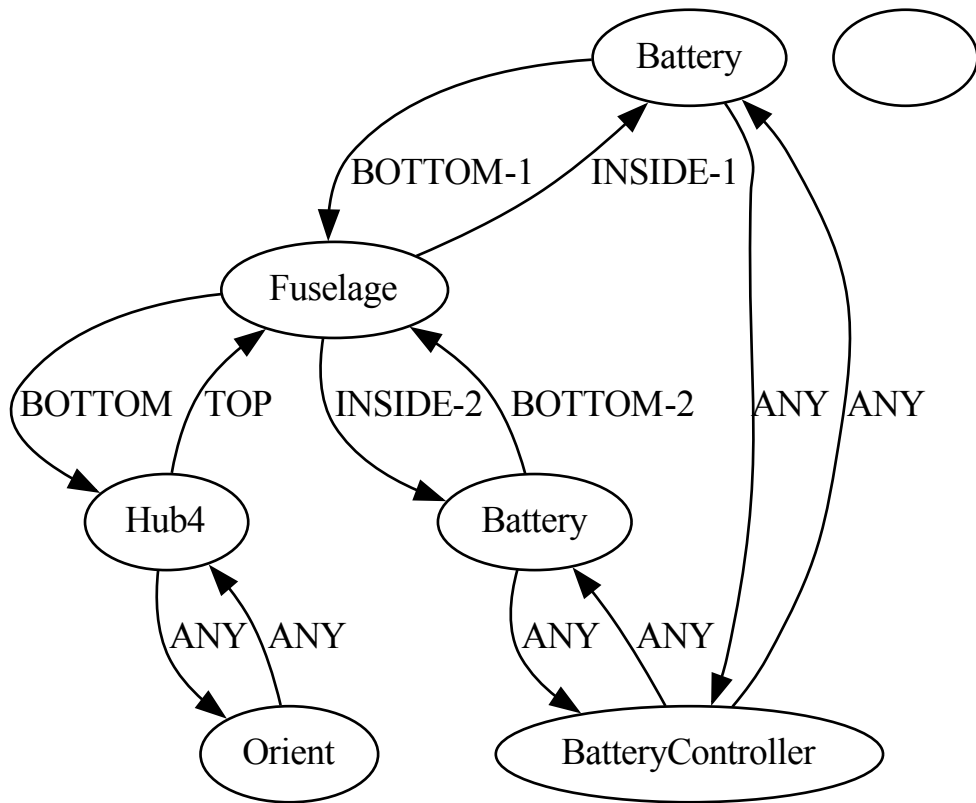 Battery
BOTTOM-1
INSIDE-1
Fuselage
BOTTOM
TOP
INSIDE-2
BOTTOM-2
ANY
ANY
Hub4
Battery
ANY
ANY
ANY
ANY
Orient
BatteryController